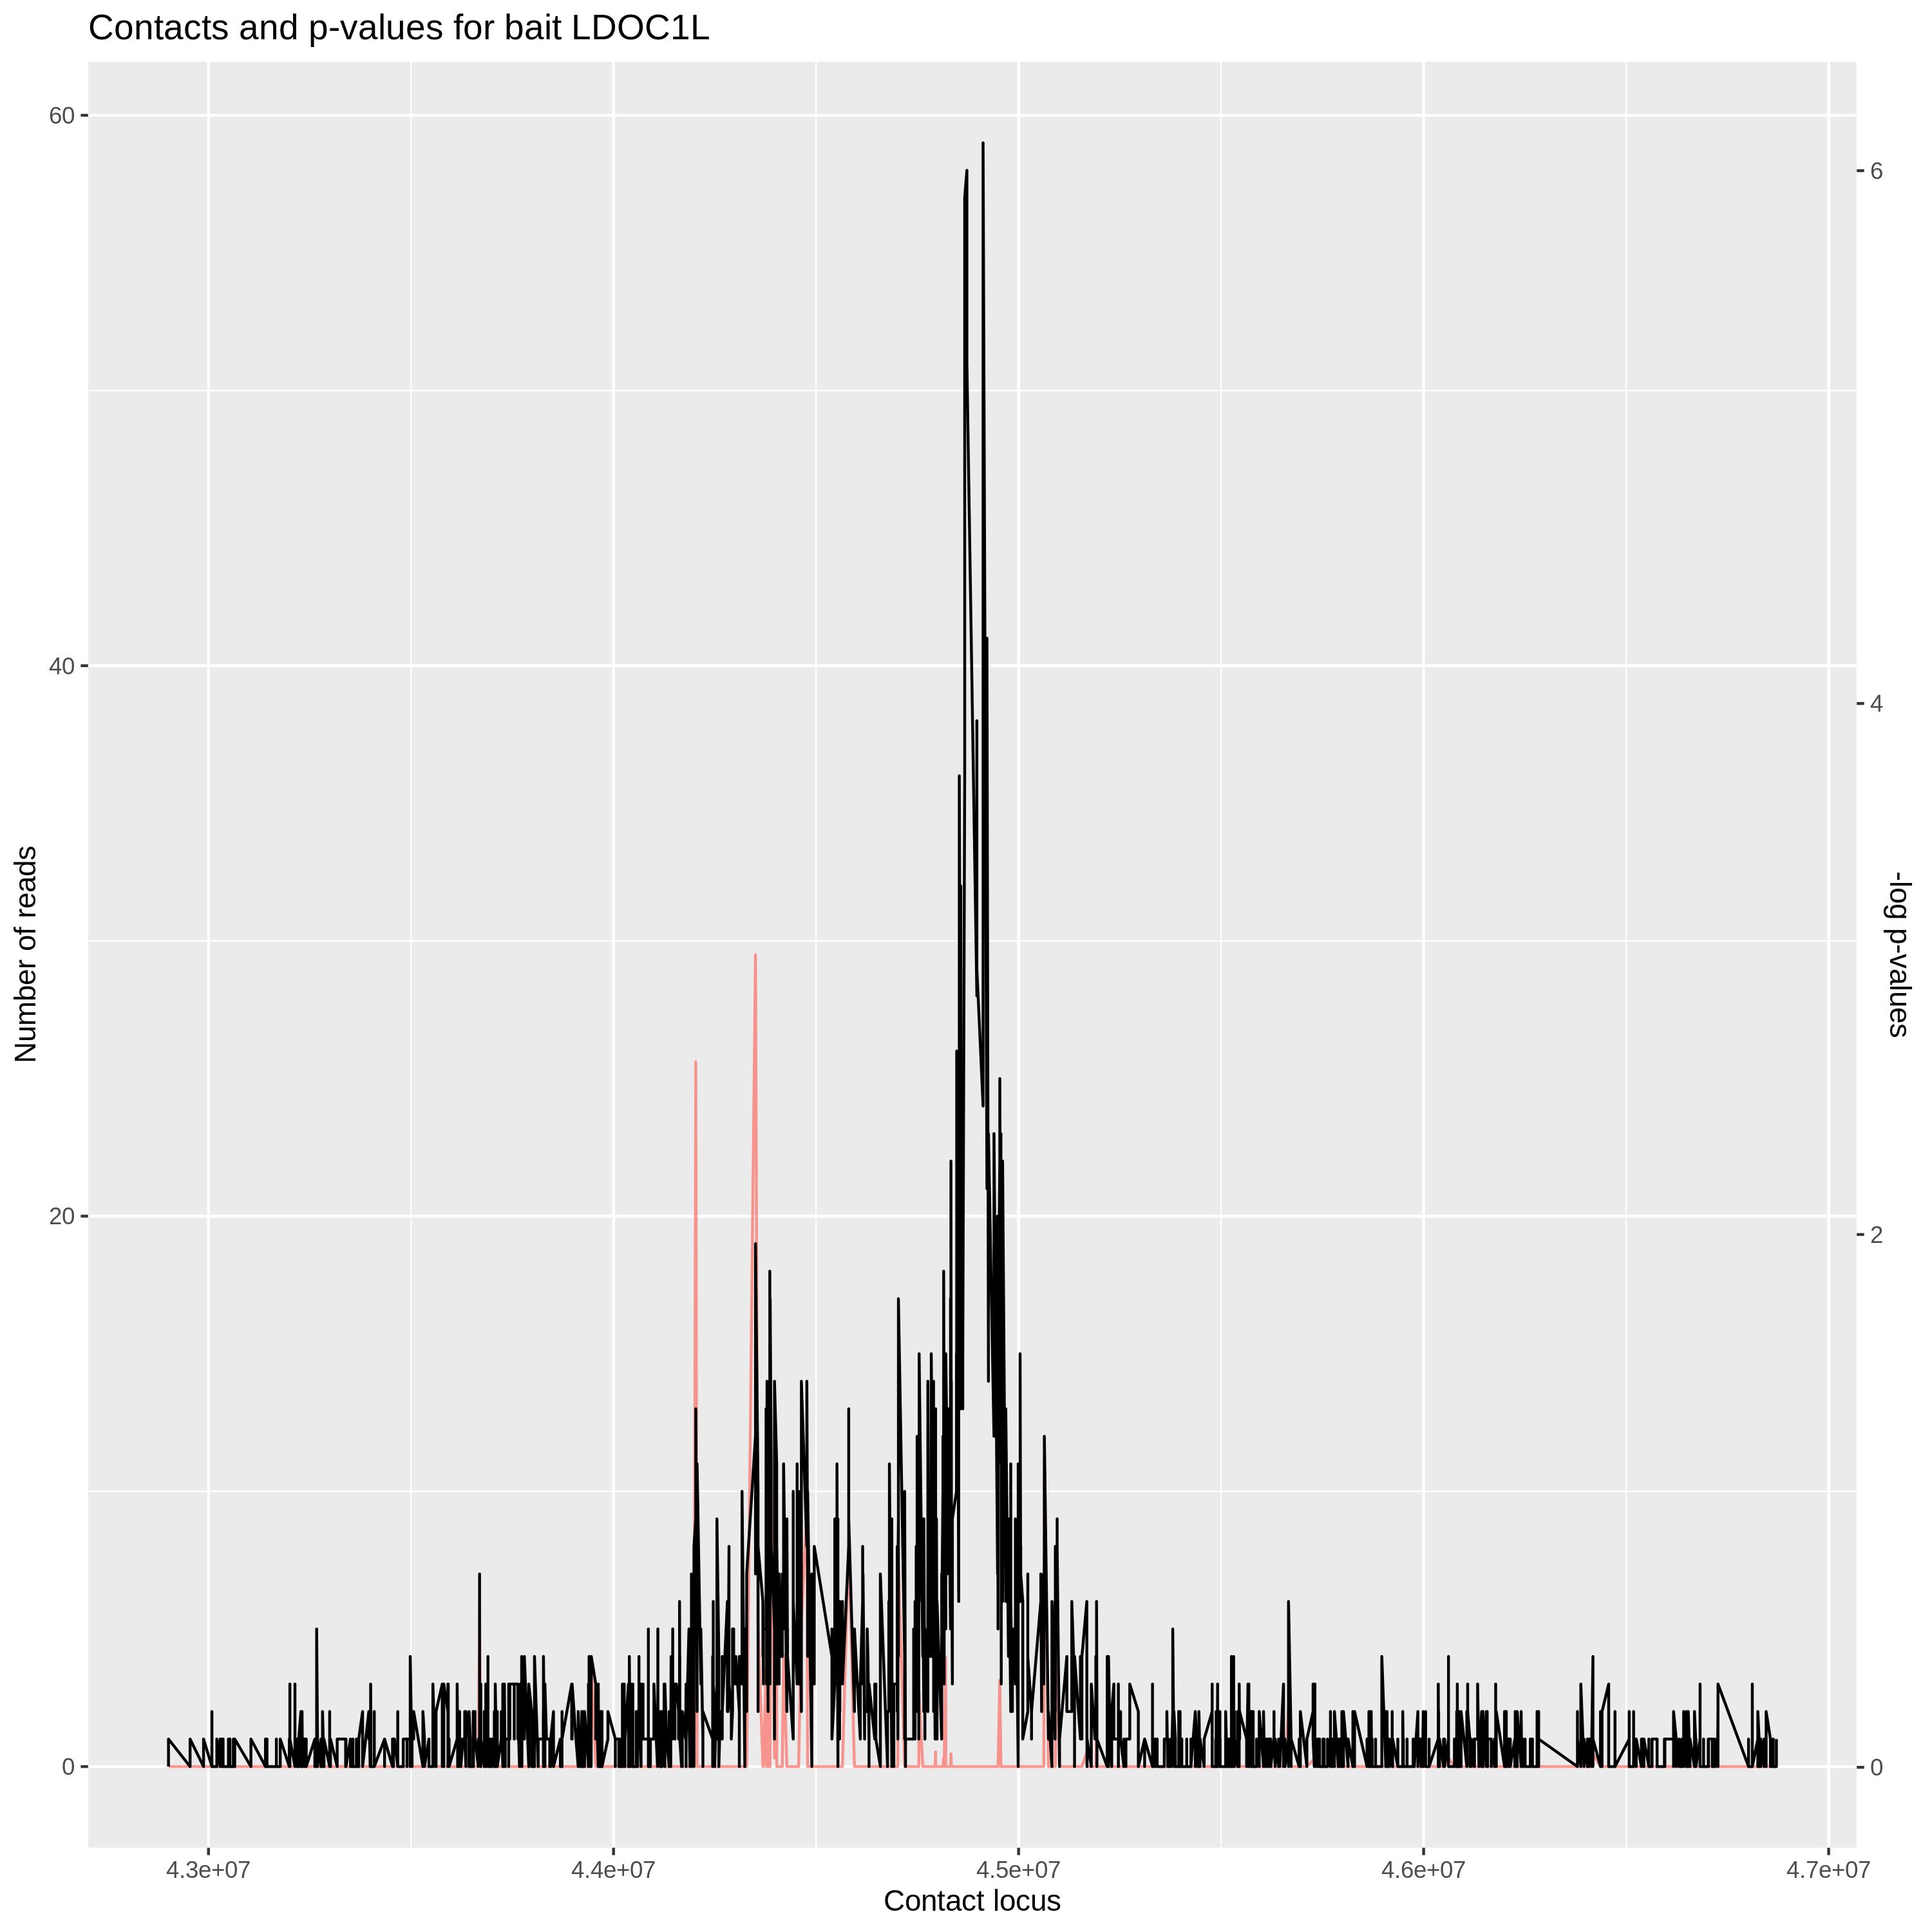 Contacts and p-values for bait LDOC1L
60
40
20
0
6
4
2
0
Number of reads
-log p-values
4.3e+07
4.4e+07
4.5e+07
4.6e+07
4.7e+07
Contact locus